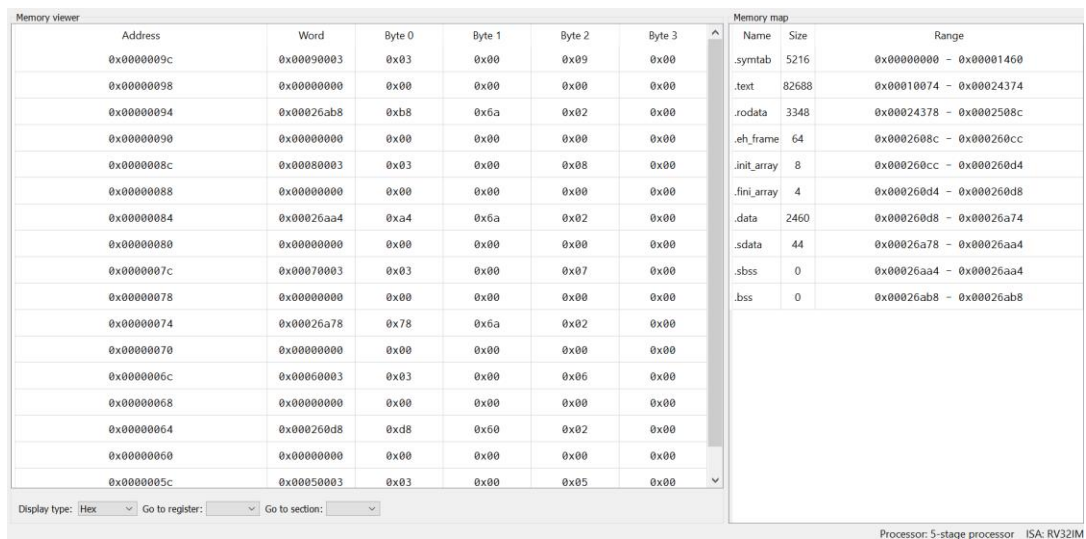 Memory viewer
Address Word Byte 0 Byte 1 Byte 2 Byte 3
0x0000009c 0x00090003 0x03 0x00 0x09 0x00
0x00000098 0x00000000 0x00 0x00 0x00 0x00
0x00000094 0x00026ab8 0xb8 0x6a 0x02 0x00
0x00000090 0x00000000 0x00 0x00 0x00 0x00
0x0000008c 0x00080003 0x03 0x00 0x08 0x00
0x00000088 0x00000000 0x00 0x00 0x00 0x00
0x00000084 0x00026aa4 0xa4 0x6a 0x02 0x00
0x00000080 0x00000000 0x00 0x00 0x00 0x00
0x0000007c 0x00070003 0x03 0x00 0x07 0x00
0x00000078 0x00000000 0x00 0x00 0x00 0x00
0x00000074 0x00026a78 0x78 0x6a 0x02 0x00
0x00000070 0x00000000 0x00 0x00 0x00 0x00
0x0000006c 0x00060003 0x03 0x00 0x06 0x00
0x00000068 0x00000000 0x00 0x00 0x00 0x00
0x00000064 0x000260d8 0xd8 0x60 0x02 0x00
0x00000060 0x00000000 0x00 0x00 0x00 0x00
0x0000005c 0x00050003 0x03 0x00 0x05 0x00
Display type: Hex Go to register: Go to section:
Memory map
Name Size Range
.symtab 5216 0x00000000 - 0x00001460
.text 82688 0x00010074 - 0x00024374
.rodata 3348 0x00024378 - 0x0002508c
.eh_frame 64 0x0002608c - 0x000260cc
.init_array 8 0x000260cc - 0x000260d4
.fini_array 4 0x000260d4 - 0x000260d8
.data 2460 0x000260d8 - 0x00026a74
.sdata 44 0x00026a78 - 0x00026aa4
.sbss 0 0x00026aa4 - 0x00026aa4
.bss 0 0x00026ab8 - 0x00026ab8
Processor: 5-stage processor ISA: RV32IM